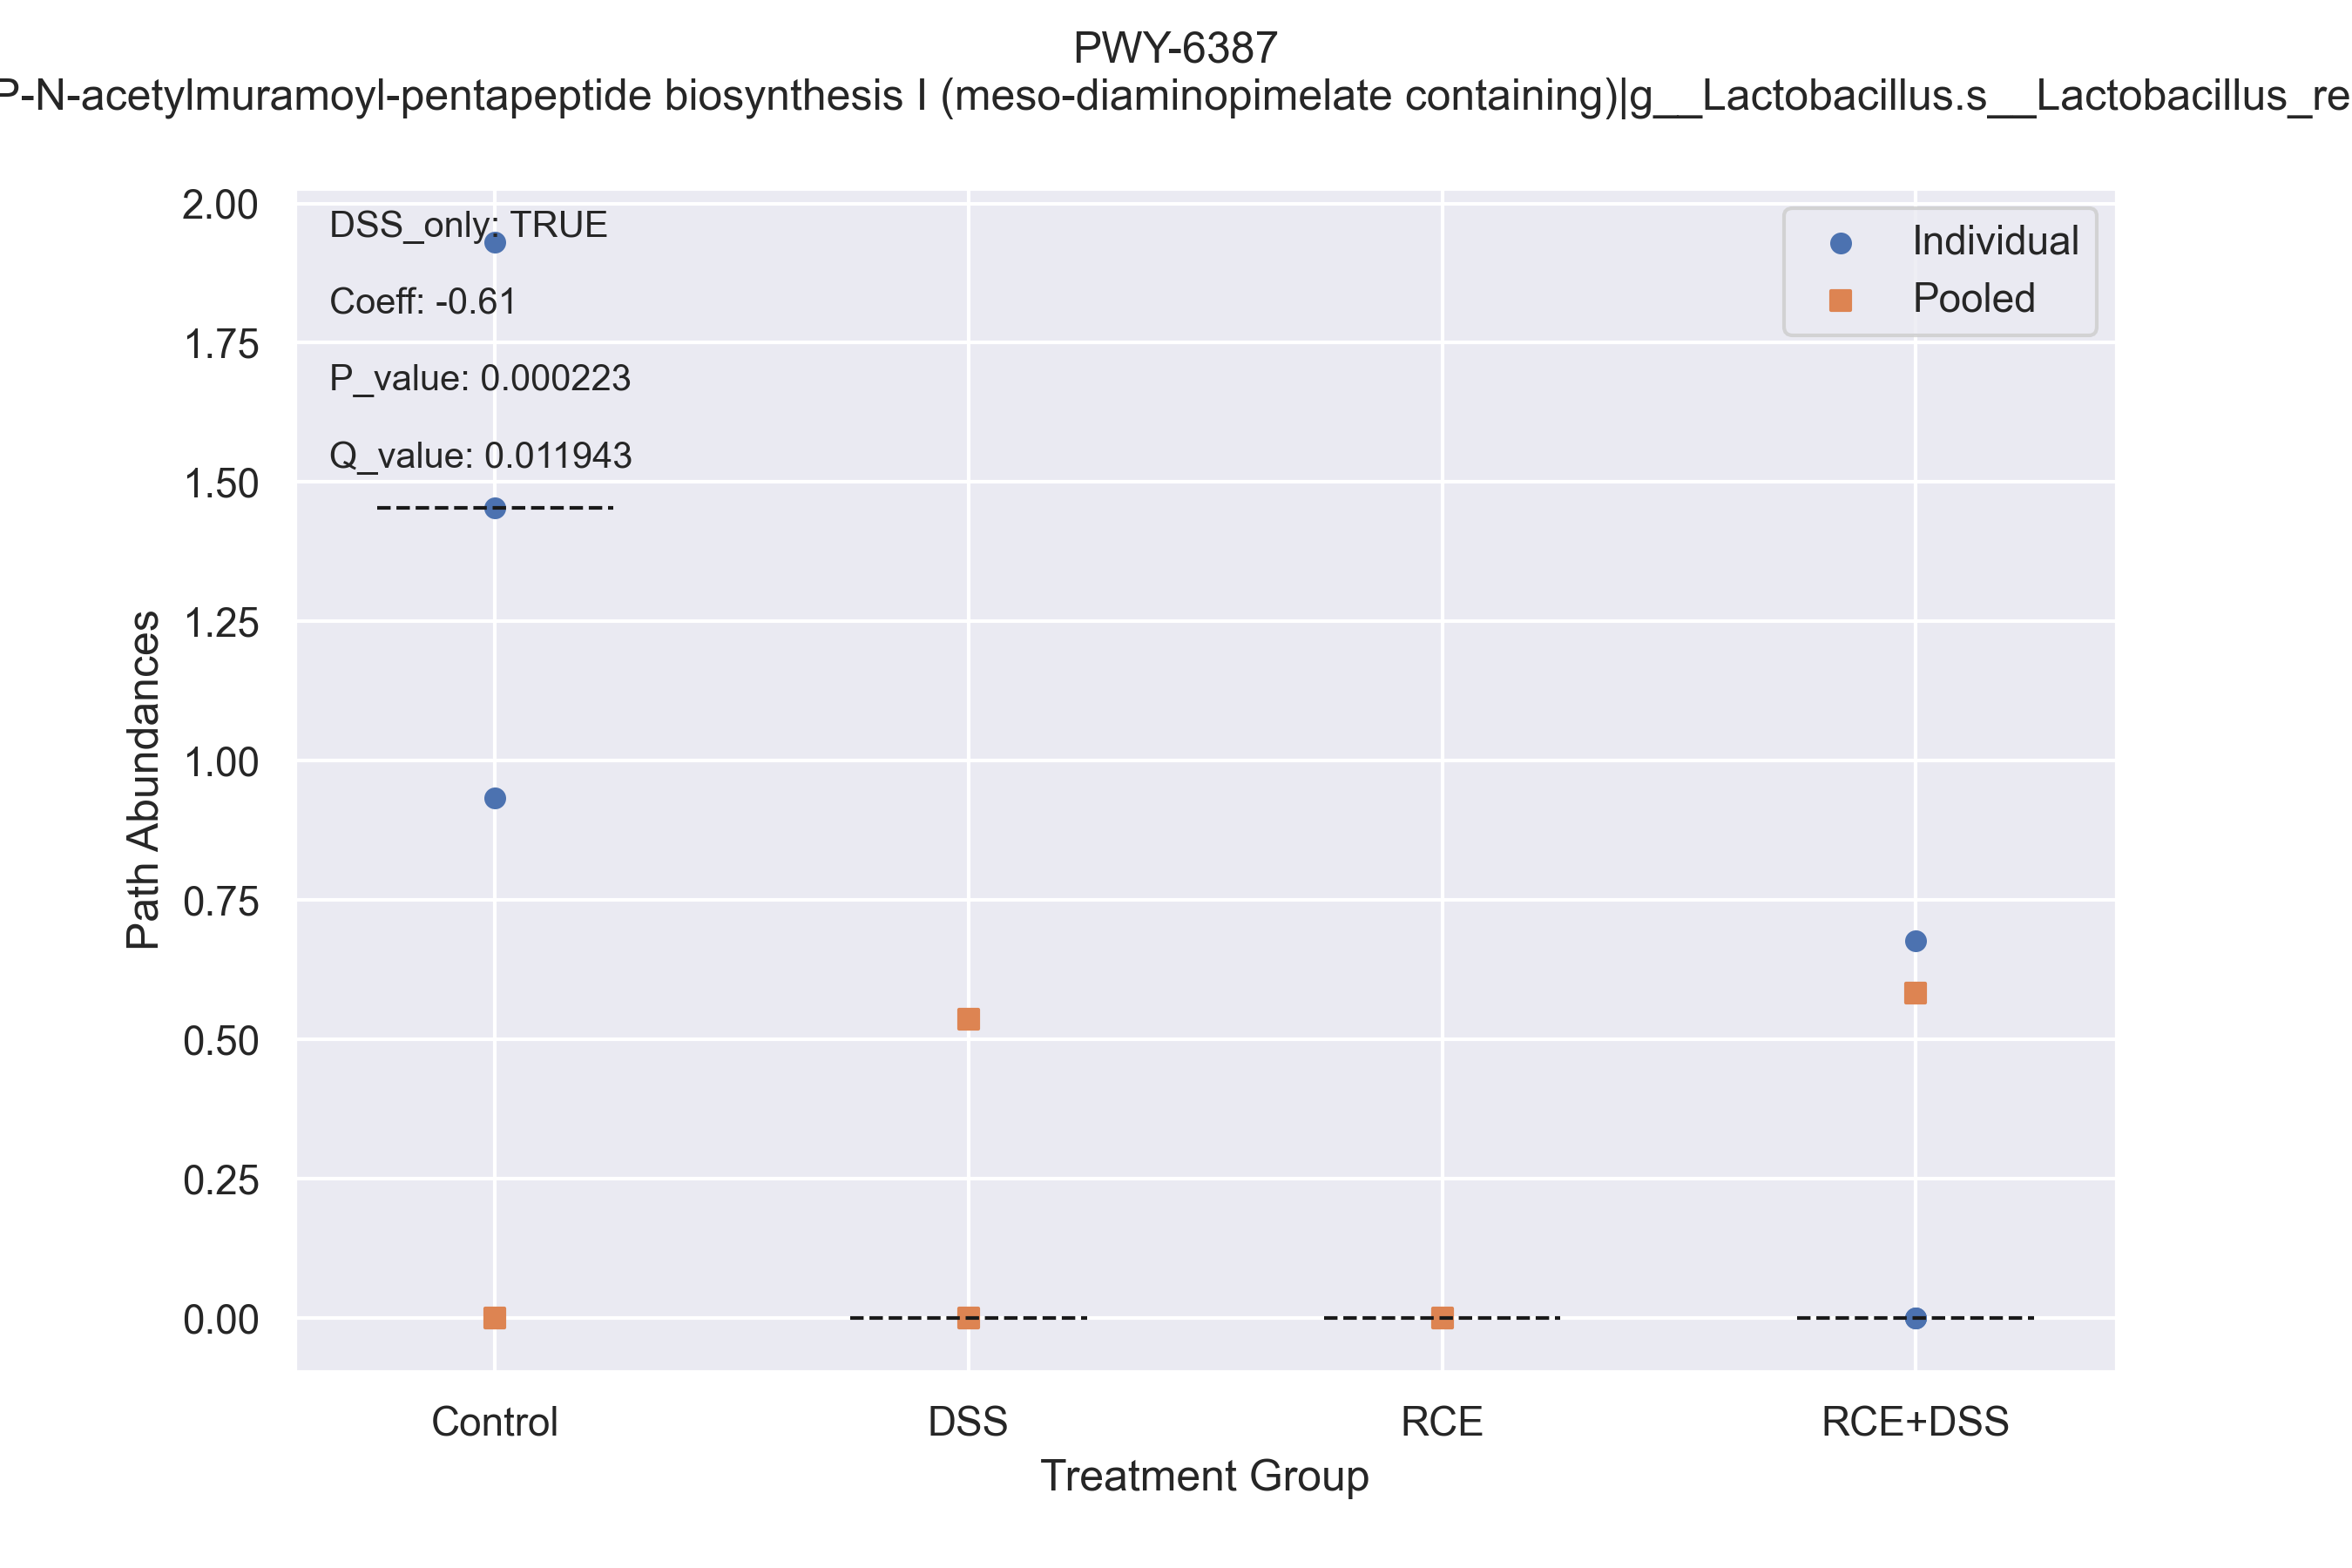 PWY-6387
P-N-acetylmuramoyl-pentapeptide biosynthesis I (meso-diaminopimelate containing)|g__Lactobacillus.s__Lactobacillus_re
2.00
1.75
1.50
1.25
1.00
0.75
0.50
0.25
0.00
Path Abundances
DSS_only: TRUE
Coeff: -0.61
P_value: 0.000223
Q_value: 0.011943
Individual
Pooled
Control DSS RCE RCE+DSS
Treatment Group